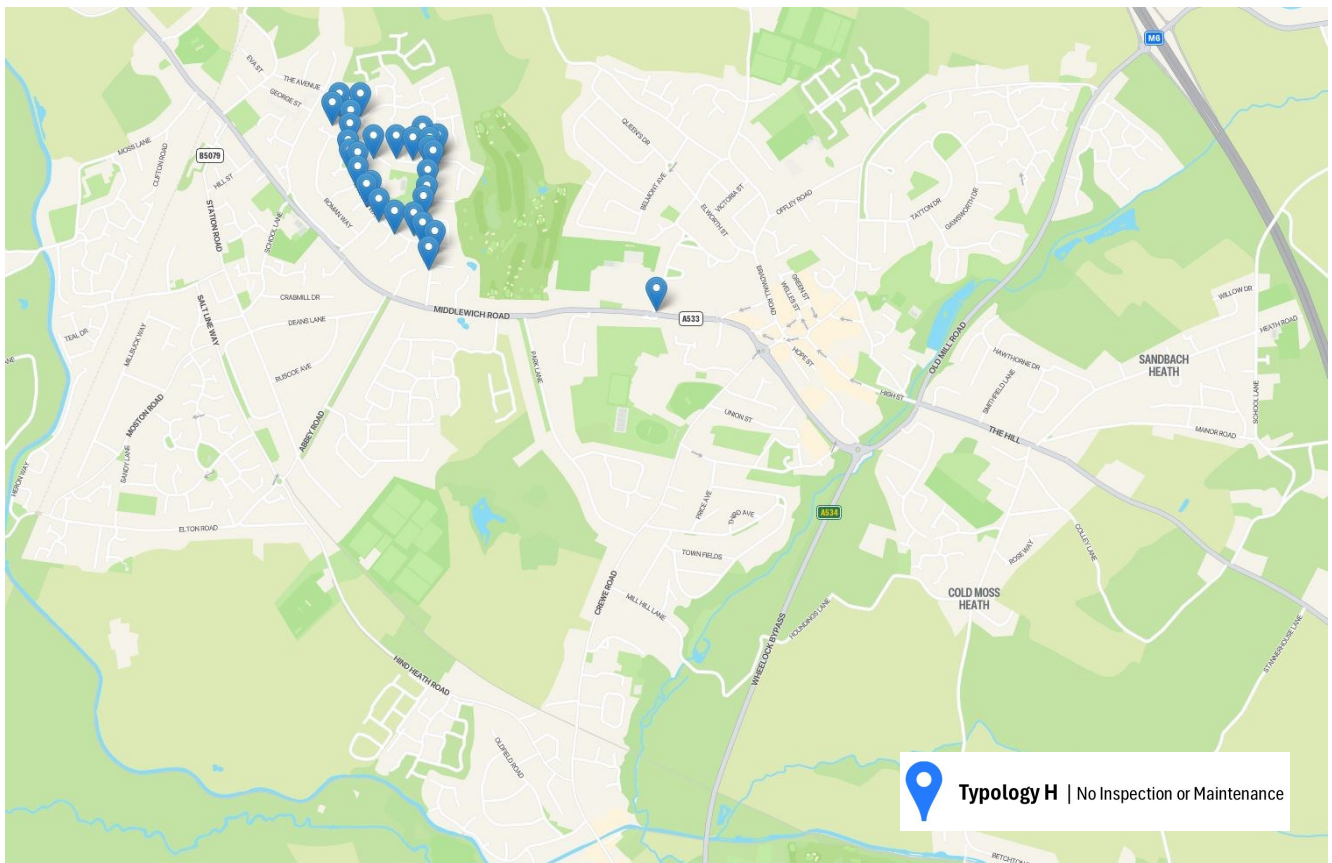 M6
EVA ST
THE AVENUE
GEORGE ST
QUEEN'S DR
MOSS LANE
CLIFTON ROAD
B5079
HILL ST
STATION ROAD
SCHOOL LANE
ROMAN WAY
BELMONT AVE
VICTORIA ST
ELWORTH ST
OFFLEY ROAD
TATTON DR
GAWSWORTH DR
CRABMILL DR
DEANS LANE
SALT LINE WAY
MIDDLEWICH ROAD
A533
BRADWALL ROAD
GREEN ST
WELLES ST
HOPE ST
WILLOW DR
HEATH ROAD
TEAL DR
MILLBUCK WAY
RUSCOE AVE
PARK LANE
OLD MILL ROAD
HAWTHORNE DR
SANDBACH
HEATH
SMITHFIELD LANE
SCHOOL LANE
HIGH ST
MOSTON ROAD
ABBEY ROAD
UNION ST
THE HILL
MANOR ROAD
SANDY LANE
HERON WAY
ELTON ROAD
PRICE AVE
THIRD AVE
A534
TOWN FIELDS
COLLEY LANE
ROSE WAY
CREWE ROAD
MILL HILL LANE
COLD MOSS
HEATH
HOUNDINGS LANE
WHEELOCK BYPASS
STANNERHOUSE LANE
HIND HEATH ROAD
OLDFIELD ROAD
Typology H | No Inspection or Maintenance
BETCHTON